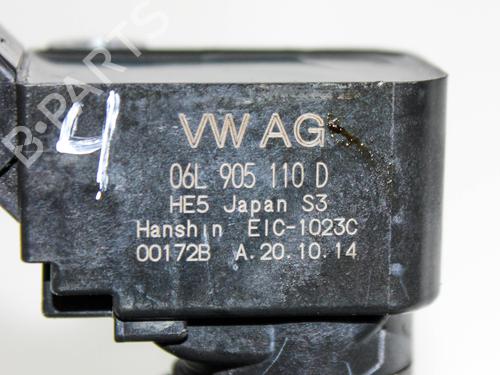 B-PARTS
4
VW AG
06L 905 110 D
HE5 Japan S3
Hanshin EIC-1023C
00172B A.20.10.14